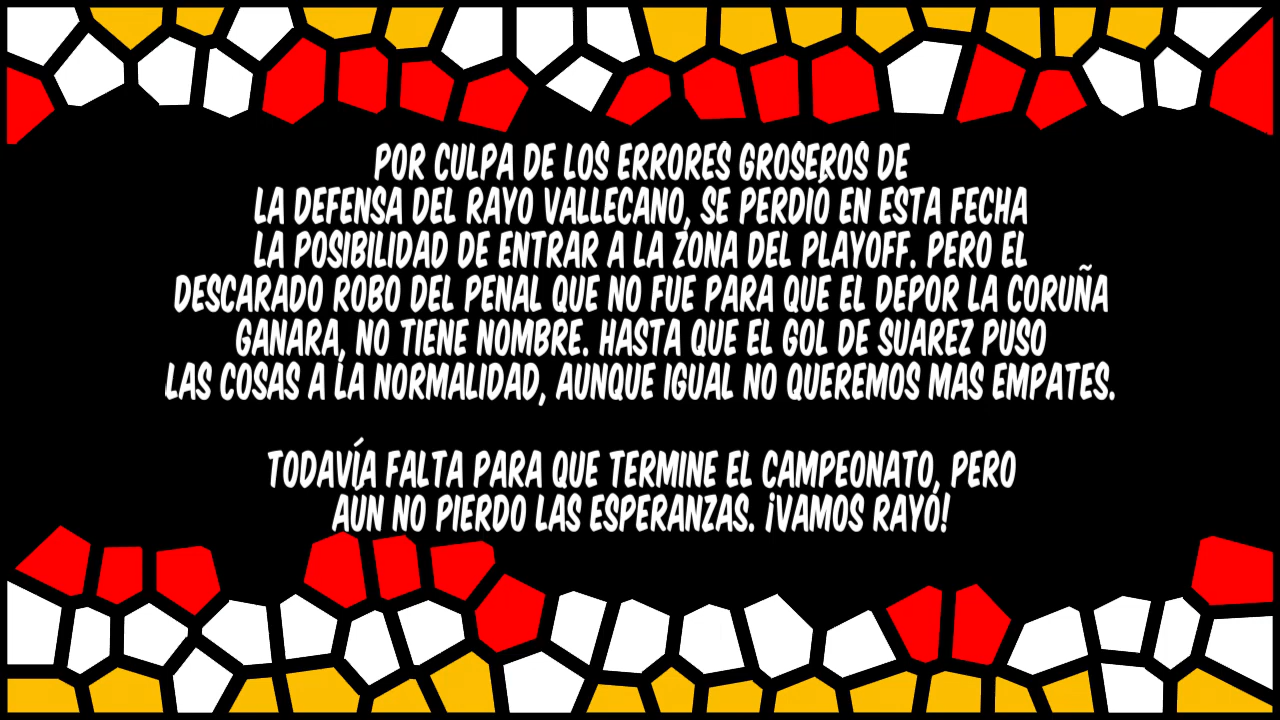 POR CULPA DE LOS ERRORES GROSEROS DE
LA DEFENSA DEL RAYO VALLECANO, SE PERDIÓ EN ESTA FECHA
LA POSIBILIDAD DE ENTRAR A LA ZONA DEL PLAYOFF. PERO EL
DESCARADO ROBO DEL PENAL QUE NO FUE PARA QUE EL DEPOR LA CORUÑA
GANARA, NO TIENE NOMBRE. HASTA QUE EL GOL DE SUAREZ PUSO
LAS COSAS A LA NORMALIDAD, AUNQUE IGUAL NO QUEREMOS MAS EMPATES.
TODAVÍA FALTA PARA QUE TERMINE EL CAMPEONATO, PERO
AÚN NO PIERDO LAS ESPERANZAS. ¡VAMOS RAYO!